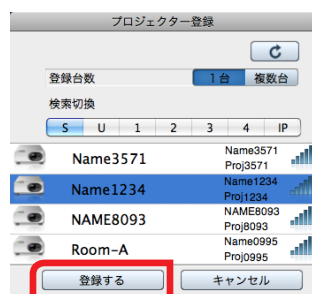 プロジェクター登録
登録台数 1台 複数台
検索切換
S U 1 2 3 4 IP
Name3571 Name3571
Proj3571
Name1234 Name1234
Proj1234
NAME8093 NAME8093
Proj8093
Room-A Name0995
Proj0995
登録する キャンセル